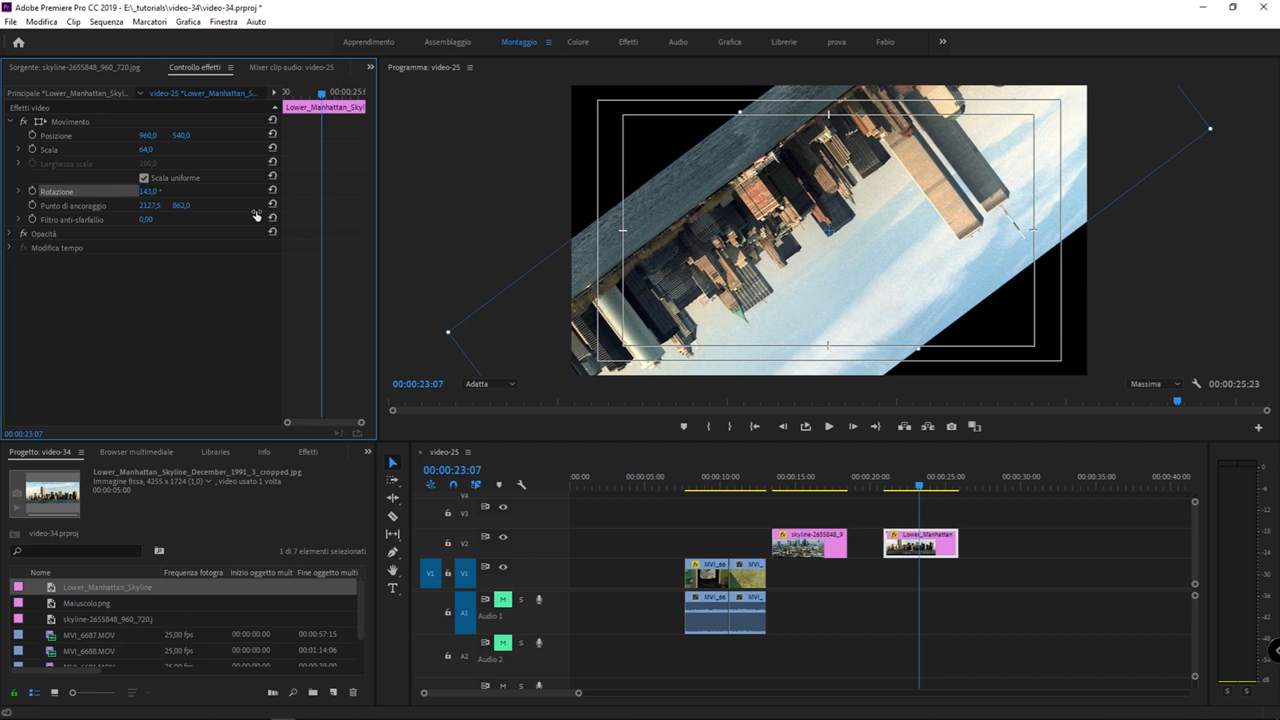 Adobe Premiere Pro CC 2019 - E:\_tutorials\video-34\video-34.prproj *
File Modifica Clip Sequenza Marcatori Grafica Finestra Aiuto
Apprendimento Assemblaggio Montaggio Colore Effetti Audio Grafica Librerie prova Fabio
Sorgente: skyline-2655848_960_720.jpg Controllo effetti Mixer clip audio: video-25
Programma: video-25
Principale *Lower_Manhattan_Skyl... video-25 *Lower_Manhattan_S...
:00 00:00:25:0
Effetti video
Lower_Manhattan_Skyl
Movimento
Posizione 960,0 540,0
Scala 64,0
Larghezza scala 100,0
Scala uniforme
Rotazione 143,0 °
Punto di ancoraggio 2127,5 862,0
Filtro anti-sfarfallio 0,00
Opacità
Modifica tempo
00:00:23:07 Adatta Massima 00:00:25:23
00:00:23:07
Progetto: video-34 Browser multimediale Libraries Info Effetti
Lower_Manhattan_Skyline_December_1991_3_cropped.jpg
Immagine fissa, 4255 x 1724 (1,0) , video usato 1 volta
00:00:05:00
video-34.prproj
1 di 7 elementi selezionati
Nome Frequenza fotogra Inizio oggetto mult Fine oggetto multi
Lower_Manhattan_Skyline
Maiuscolo.png
skyline-2655848_960_720.j
MVI_6687.MOV 25,00 fps 00:00:00:00 00:00:57:15
MVI_6688.MOV 25,00 fps 00:00:00:00 00:01:14:06
video-25
00:00:23:07
:00:00 00:00:05:00 00:00:10:00 00:00:15:00 00:00:20:00 00:00:25:00 00:00:30:00 00:00:35:00 00:00:40:00
V4
V3
V2
skyline-2655848_9 Lower_Manhattan
V1 V1
MVI_66 MVI_
A1 M S
MVI_66 MVI_
Audio 1
A2 M S
Audio 2
M S
0
-6
-12
-18
-24
-30
-36
-42
-48
-54
dB
S S